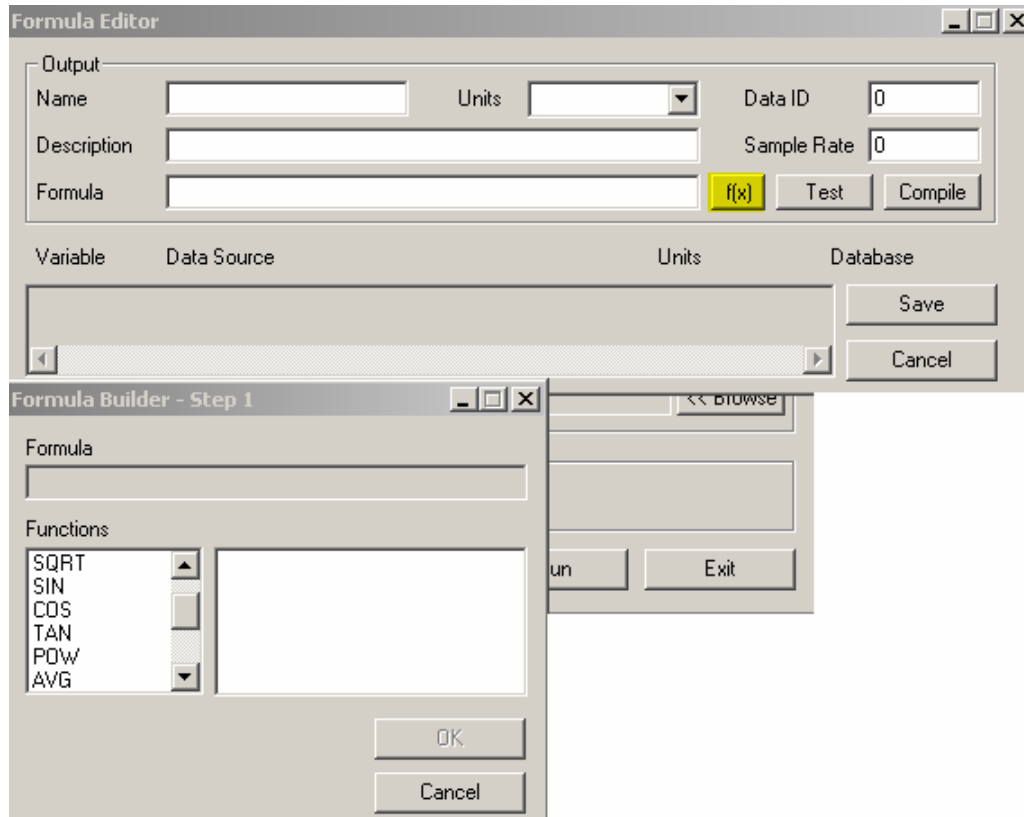 Formula Editor
Output
Name Units Data ID 0
Description Sample Rate 0
Formula f(x) Test Compile
Variable Data Source Units Database
Save
Cancel
<< Browse
Formula Builder - Step 1
Formula
Functions
SQRT
SIN
COS
TAN
POW
AVG
un Exit
OK
Cancel